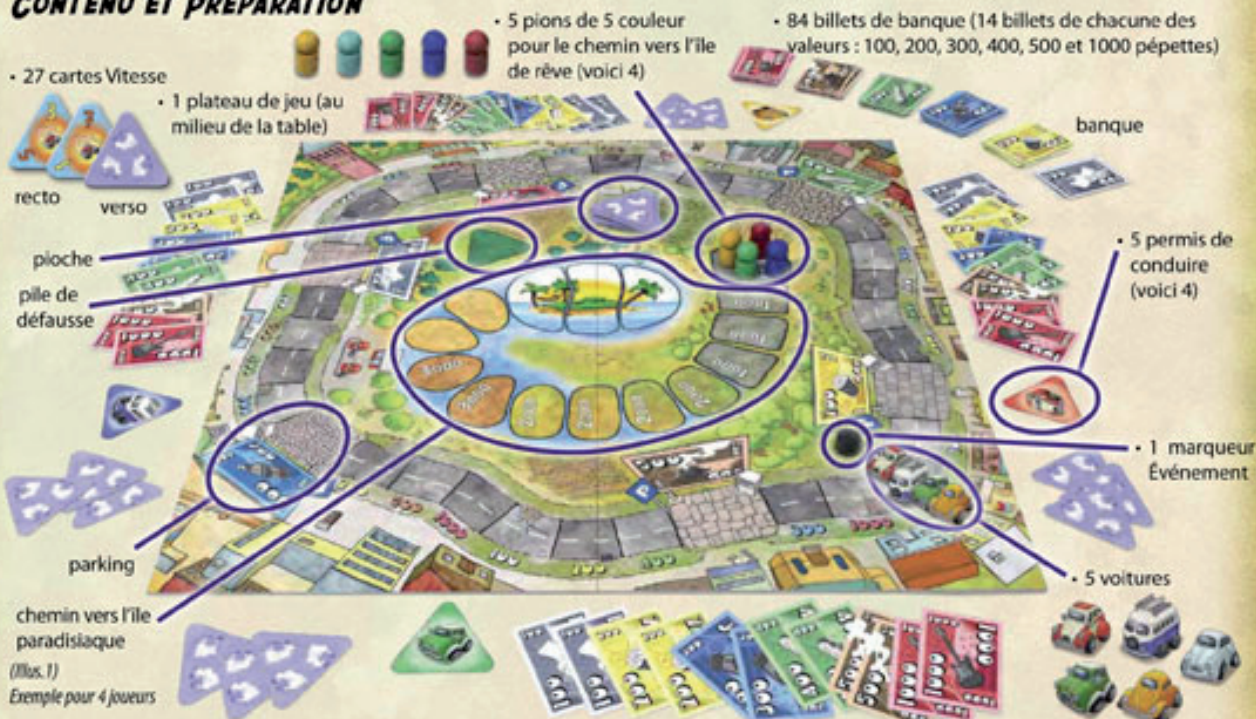 CONTENU ET PRÉPARATION
• 27 cartes Vitesse
recto
verso
• 1 plateau de jeu (au
milieu de la table)
• 5 pions de 5 couleur
pour le chemin vers l'île
de rêve (voici 4)
• 84 billets de banque (14 billets de chacune des
valeurs : 100, 200, 300, 400, 500 et 1000 pépettes)
banque
pioche
pile de
défausse
• 5 permis de
conduire
(voici 4)
• 1 marqueur
Événement
parking
• 5 voitures
chemin vers l'île
paradisiaque
(Illus. 1)
Exemple pour 4 joueurs